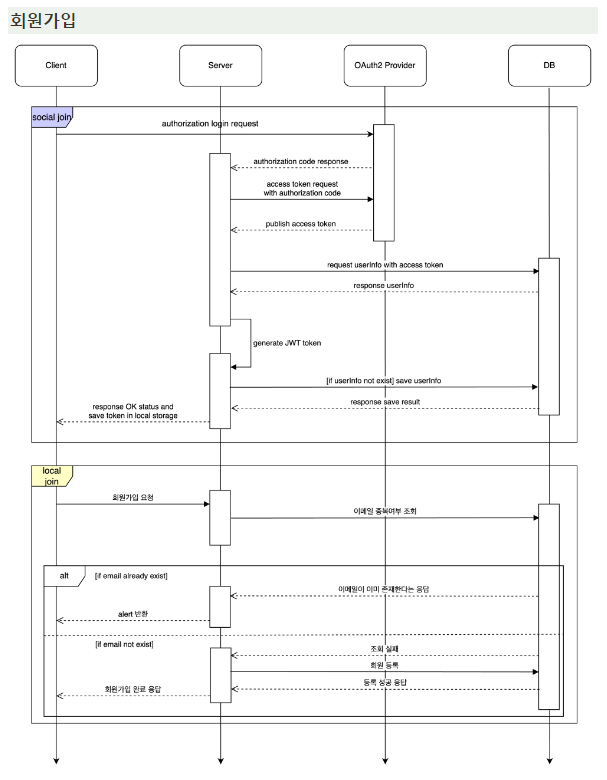 회원가입
Client
Server
OAuth2 Provider
DB
social join
authorization login request
authorization code response
access token request
with authorization code
publish access token
request userInfo with access token
response userInfo
generate JWT token
[if userInfo not exist] save userInfo
response save result
response OK status and
save token in local storage
local
join
회원가입 요청
이메일 중복여부 조회
alt
[if email already exist]
이메일이 이미 존재한다는 응답
alert 반환
[if email not exist]
조회 실패
회원 등록
등록 성공 응답
회원가입 완료 응답